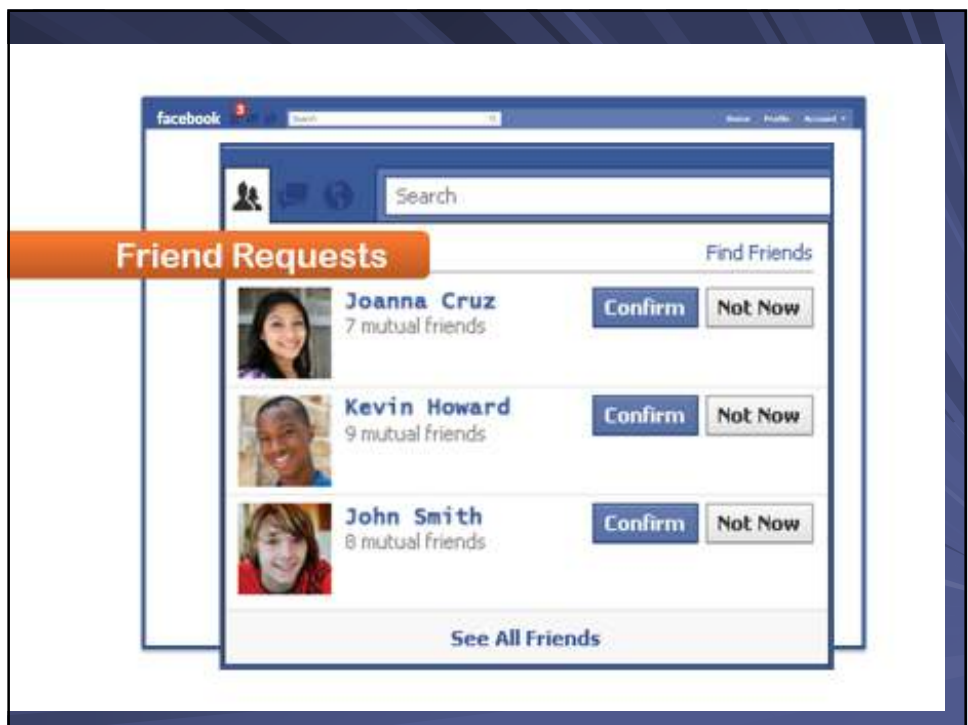 facebook 3 Search Home Profile Account
Search
Friend Requests
Find Friends
Joanna Cruz
7 mutual friends
Confirm Not Now
Kevin Howard
9 mutual friends
Confirm Not Now
John Smith
8 mutual friends
Confirm Not Now
See All Friends